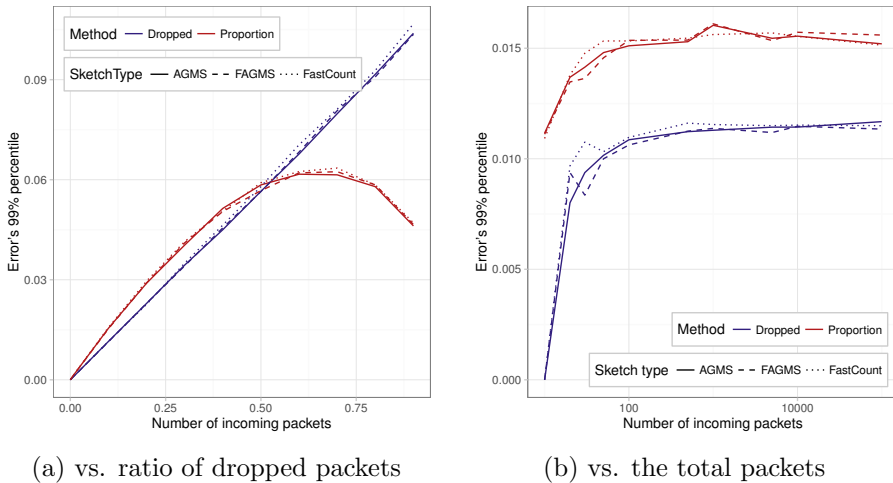 Method Dropped Proportion
SketchType AGMS FAGMS FastCount
Error's 99% percentile
0.09
0.06
0.03
0.00
0.00 0.25 0.50 0.75
Number of incoming packets
(a) vs. ratio of dropped packets
Error's 99% percentile
0.015
0.010
0.005
0.000
Method Dropped Proportion
Sketch type AGMS FAGMS FastCount
100 10000
Number of incoming packets
(b) vs. the total packets